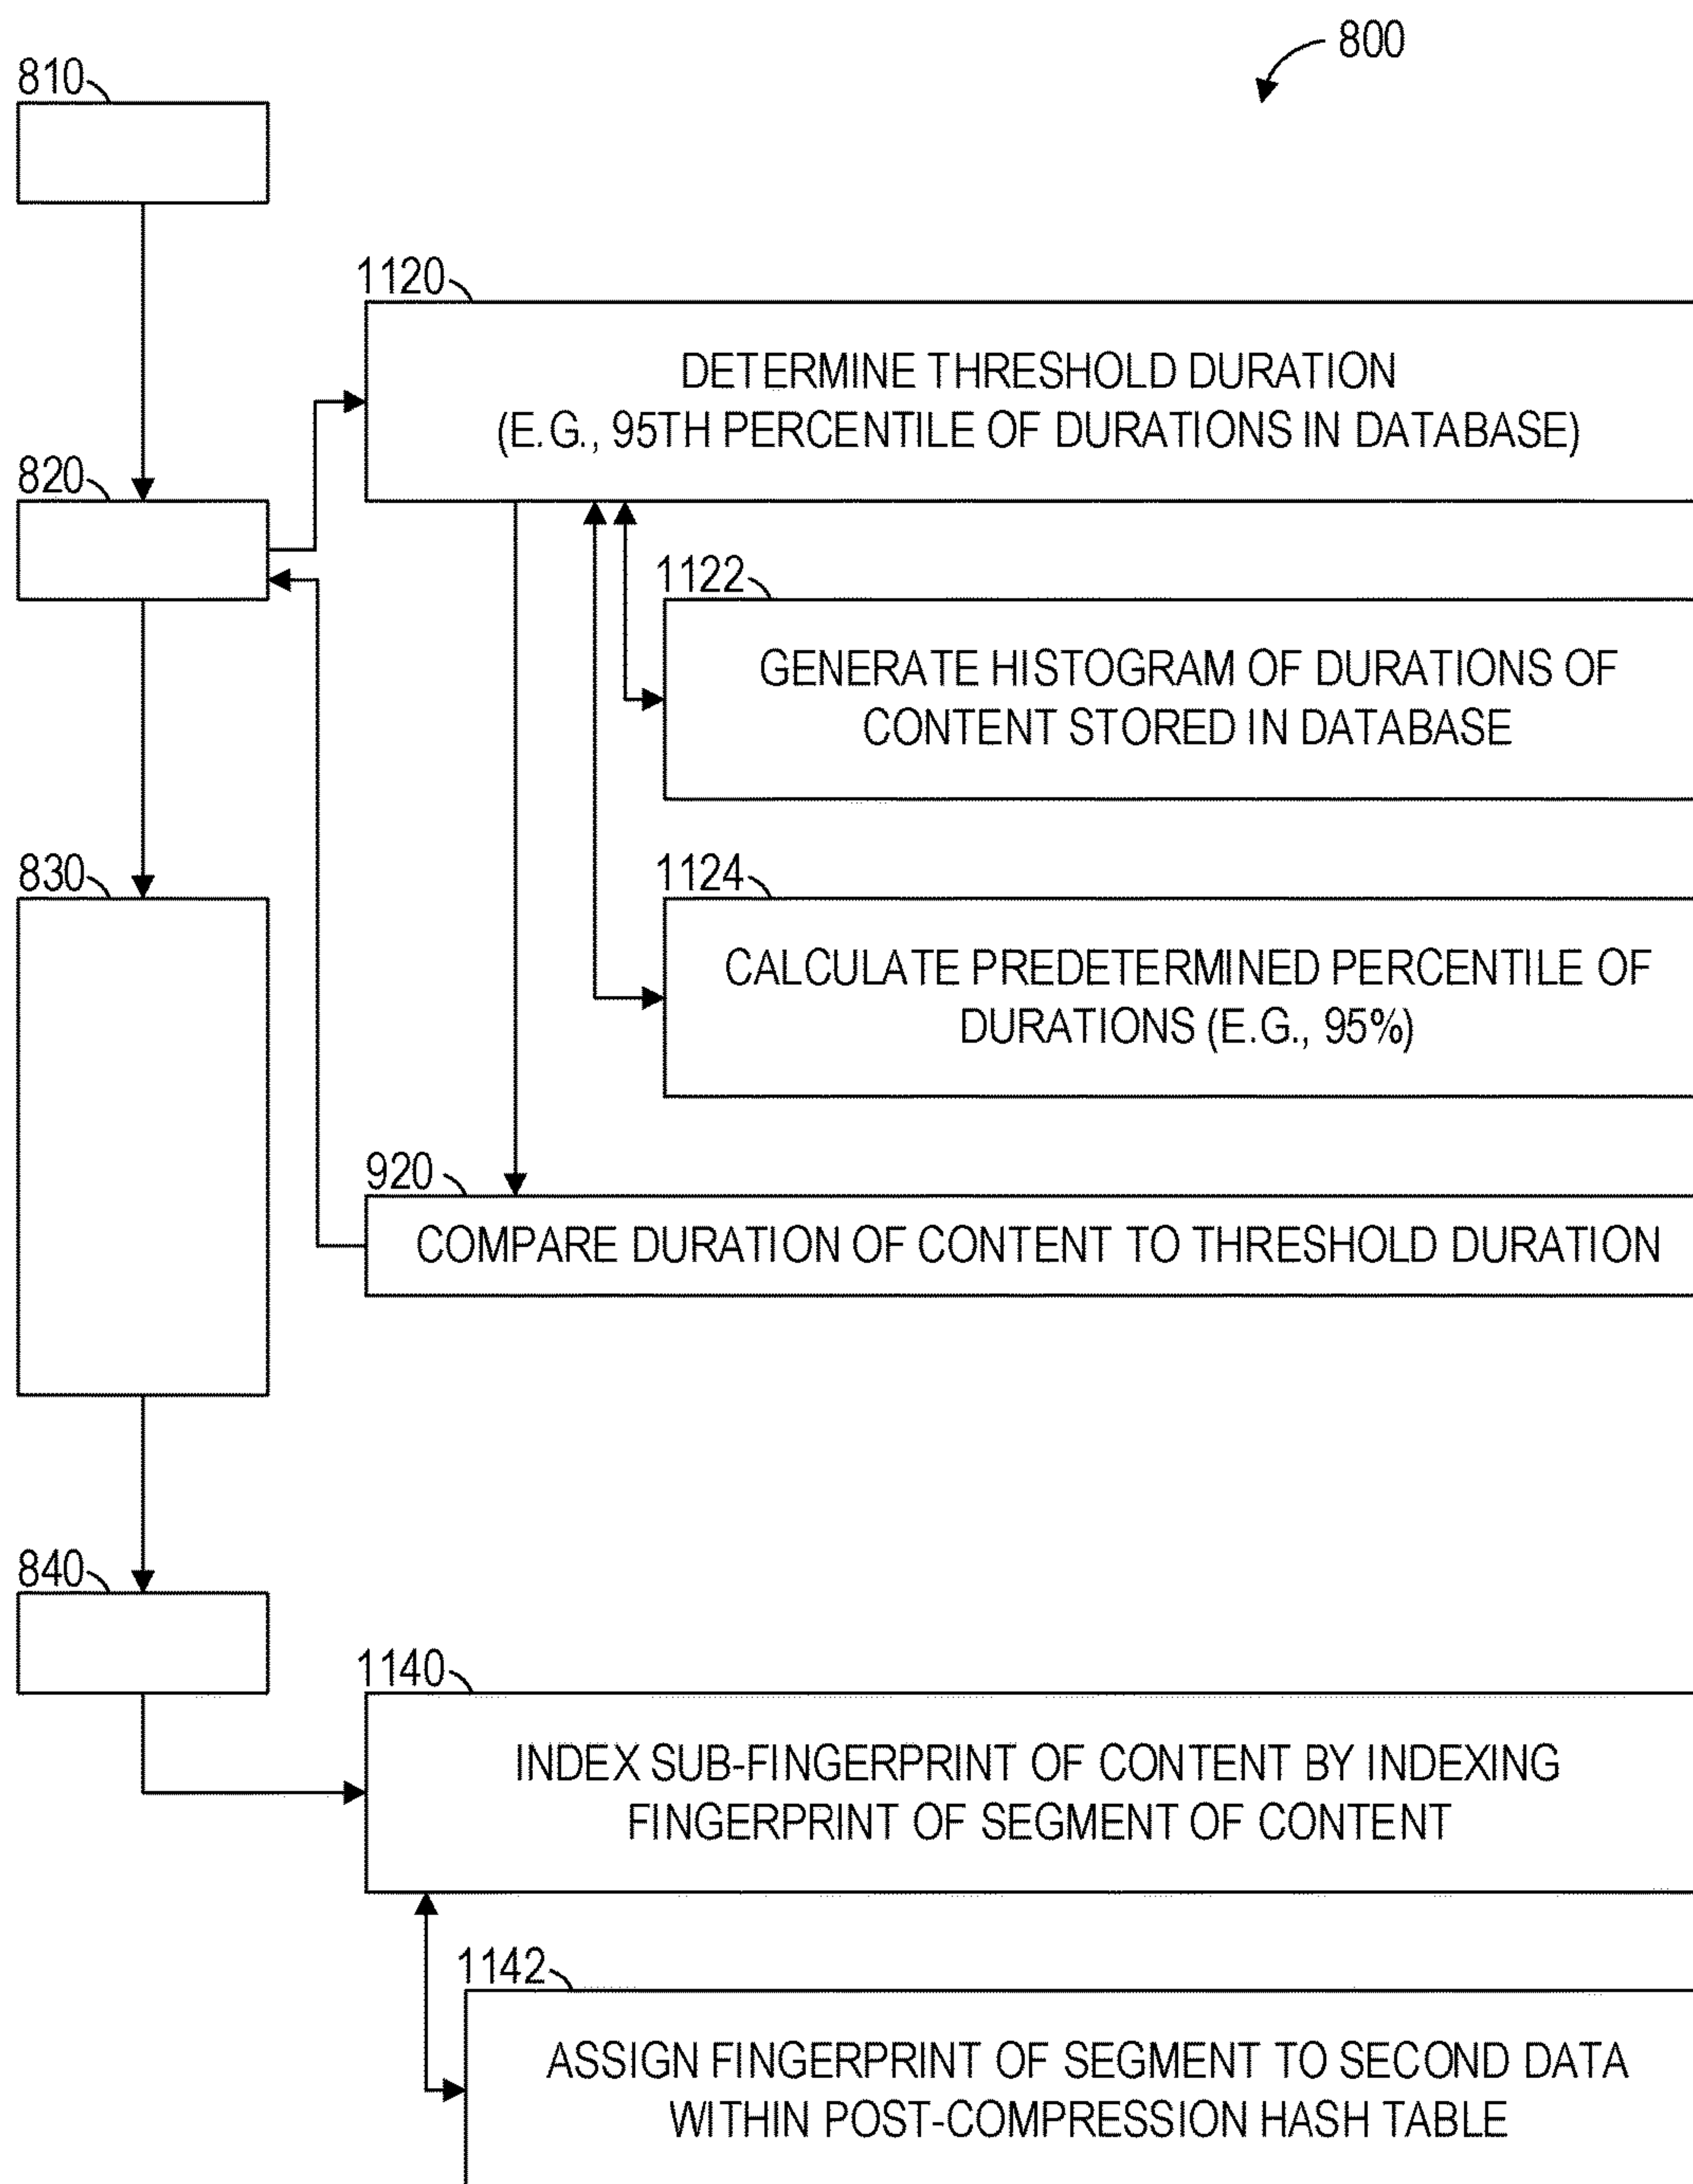 800
810
1120
DETERMINE THRESHOLD DURATION
(E.G., 95TH PERCENTILE OF DURATIONS IN DATABASE)
820
1122
GENERATE HISTOGRAM OF DURATIONS OF
CONTENT STORED IN DATABASE
830
1124
CALCULATE PREDETERMINED PERCENTILE OF
DURATIONS (E.G., 95%)
920
COMPARE DURATION OF CONTENT TO THRESHOLD DURATION
840
1140
INDEX SUB-FINGERPRINT OF CONTENT BY INDEXING
FINGERPRINT OF SEGMENT OF CONTENT
1142
ASSIGN FINGERPRINT OF SEGMENT TO SECOND DATA
WITHIN POST-COMPRESSION HASH TABLE